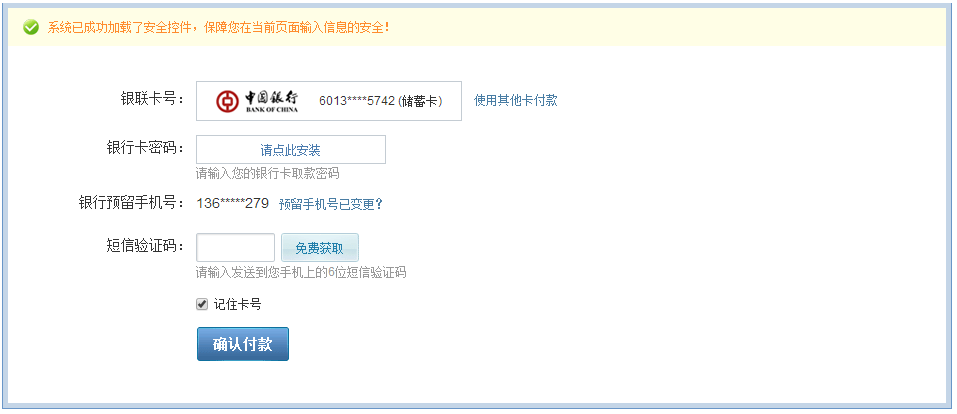 系统已成功加载了安全控件，保障您在当前页面输入信息的安全！
银联卡号： 中国银行 BANK OF CHINA 6013****5742 (储蓄卡) 使用其他卡付款
银行卡密码： 请点此安装
请输入您的银行卡取款密码
银行预留手机号： 136*****279 预留手机号已变更？
短信验证码： 免费获取
请输入发送到您手机上的6位短信验证码
记住卡号
确认付款